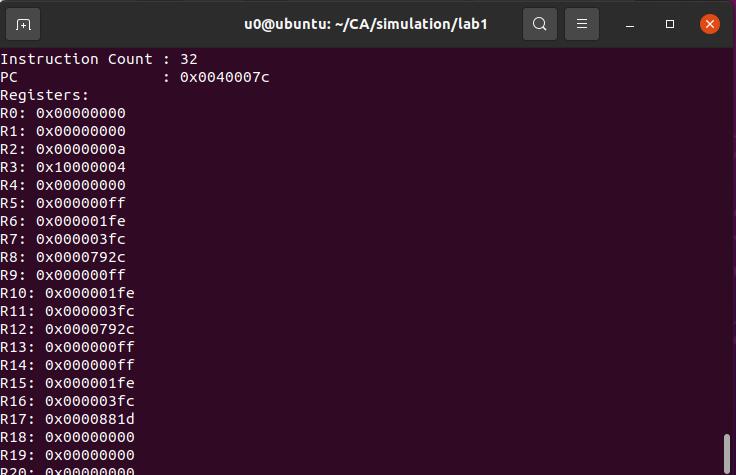 u0@ubuntu: ~/CA/simulation/lab1
Instruction Count : 32
PC                : 0x0040007c
Registers:
R0: 0x00000000
R1: 0x00000000
R2: 0x0000000a
R3: 0x10000004
R4: 0x00000000
R5: 0x000000ff
R6: 0x000001fe
R7: 0x000003fc
R8: 0x0000792c
R9: 0x000000ff
R10: 0x000001fe
R11: 0x000003fc
R12: 0x0000792c
R13: 0x000000ff
R14: 0x000000ff
R15: 0x000001fe
R16: 0x000003fc
R17: 0x0000881d
R18: 0x00000000
R19: 0x00000000
R20: 0x00000000